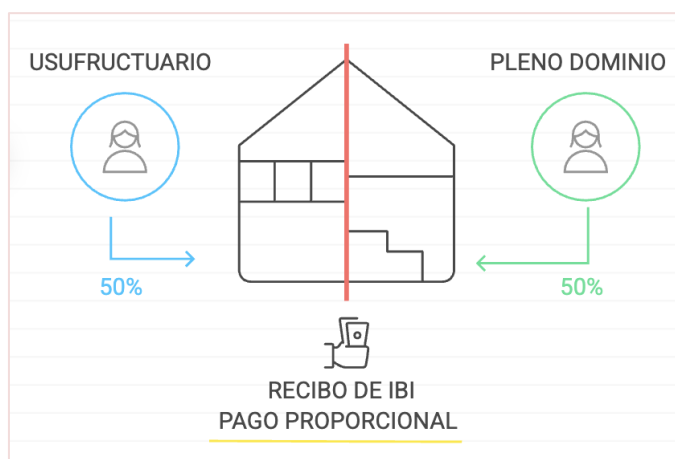 USUFRUCTUARIO
PLENO DOMINIO
50%
50%
RECIBO DE IBI
PAGO PROPORCIONAL